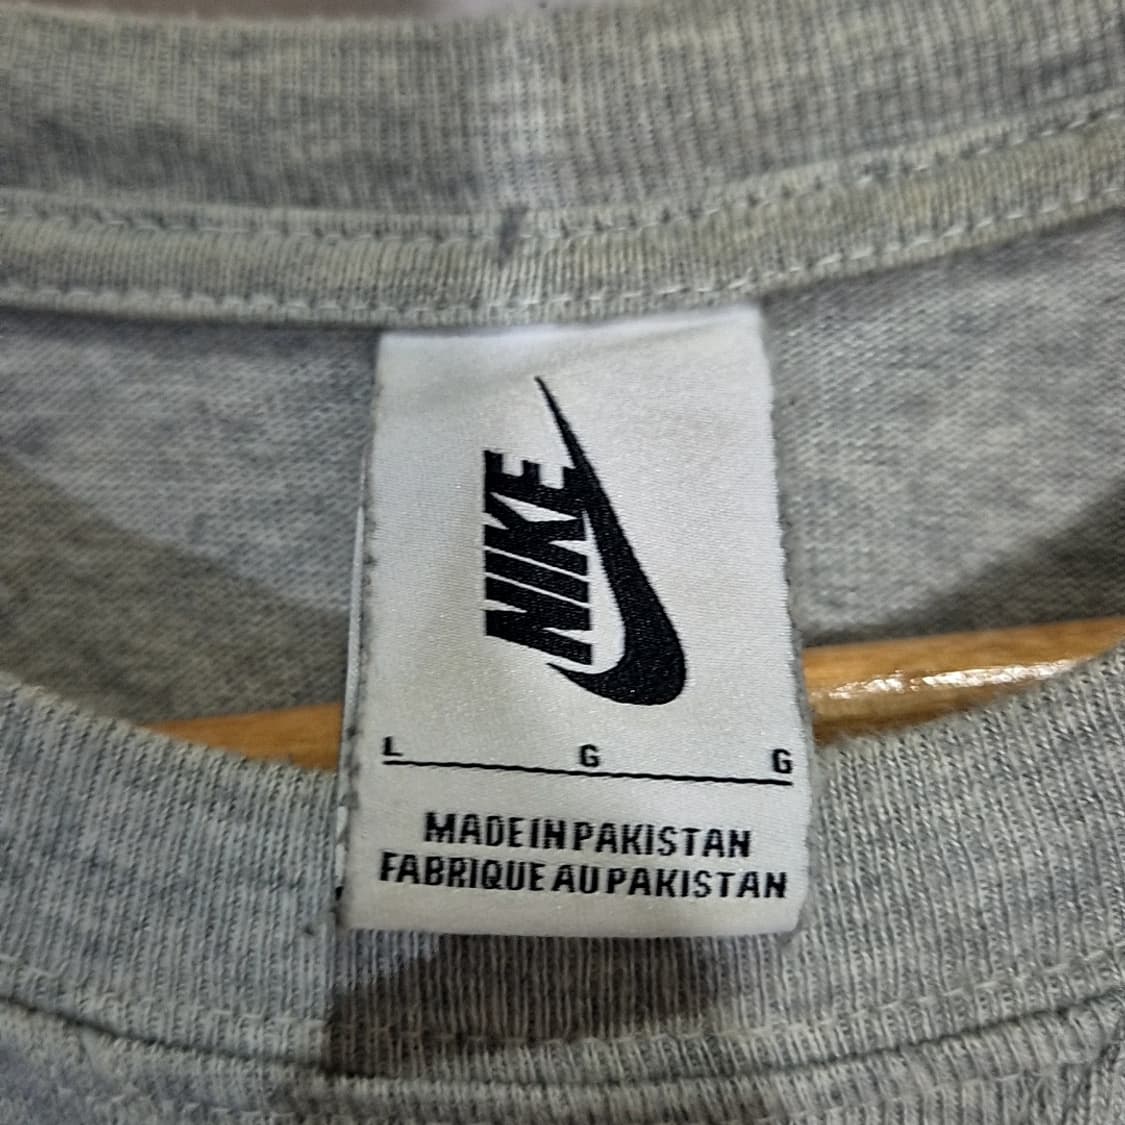 NIKE
L G G
MADE IN PAKISTAN
FABRIQUE AU PAKISTAN